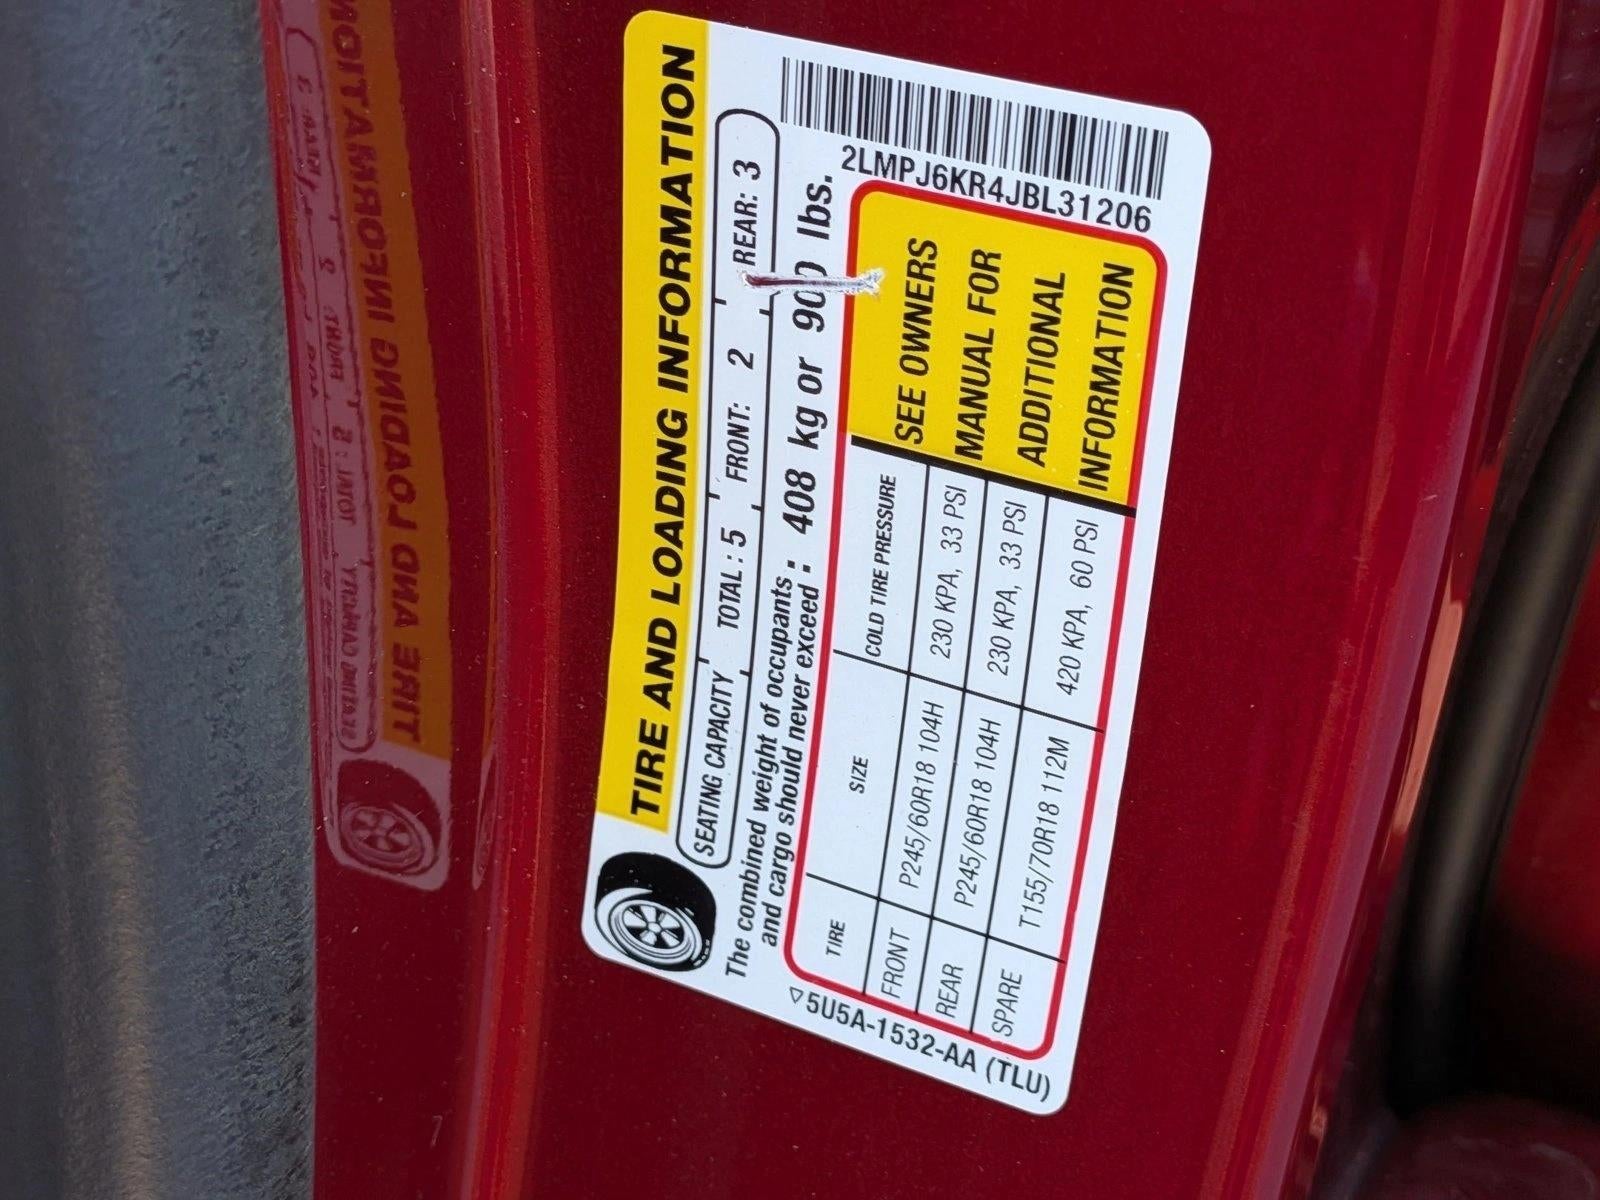 TIRE AND LOADING INFORMATION
SEATING CAPACITY TOTAL : 5 FRONT: 2 REAR: 3
The combined weight of occupants
and cargo should never exceed : 408 kg or 900 lbs.
TIRE SIZE COLD TIRE PRESSURE
FRONT P245/60R18 104H 230 KPA, 33 PSI
REAR P245/60R18 104H 230 KPA, 33 PSI
SPARE T155/70R18 112M 420 KPA, 60 PSI
SEE OWNERS
MANUAL FOR
ADDITIONAL
INFORMATION
5U5A-1532-AA (TLU)
2LMPJ6KR4JBL31206